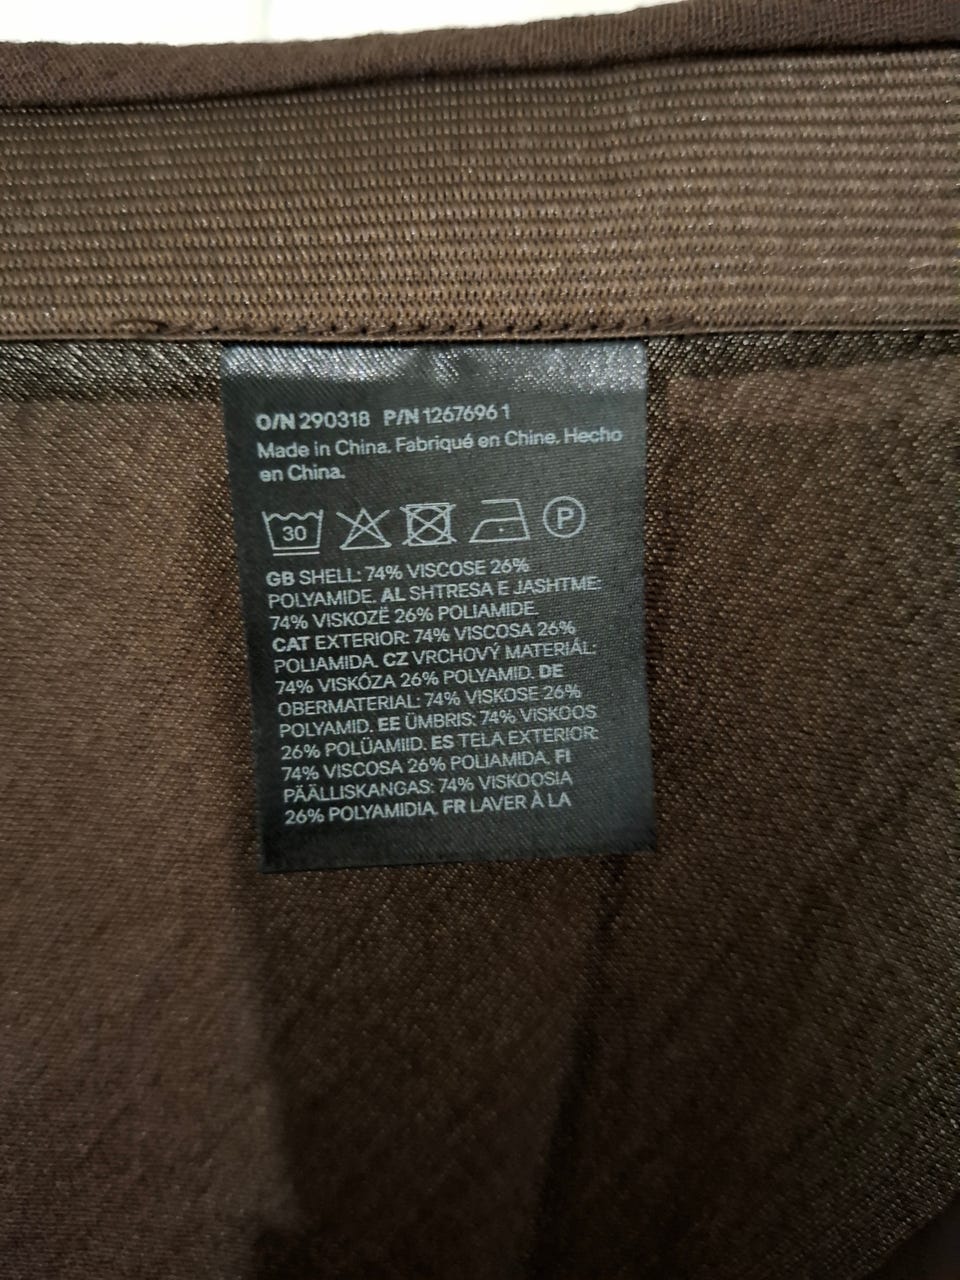 O/N 290318 P/N 1267696 1
Made in China. Fabriqué en Chine. Hecho
en China.
30 P
GB SHELL: 74% VISCOSE 26%
POLYAMIDE. AL SHTRESA E JASHTME:
74% VISKOZË 26% POLIAMIDE.
CAT EXTERIOR: 74% VISCOSA 26%
POLIAMIDA. CZ VRCHOVÝ MATERIÁL:
74% VISKÓZA 26% POLYAMID. DE
OBERMATERIAL: 74% VISKOSE 26%
POLYAMID. EE ÜMBRIS: 74% VISKOOS
26% POLÜAMIID. ES TELA EXTERIOR:
74% VISCOSA 26% POLIAMIDA. FI
PÄÄLLISKANGAS: 74% VISKOOSIA
26% POLYAMIDIA. FR LAVER À LA